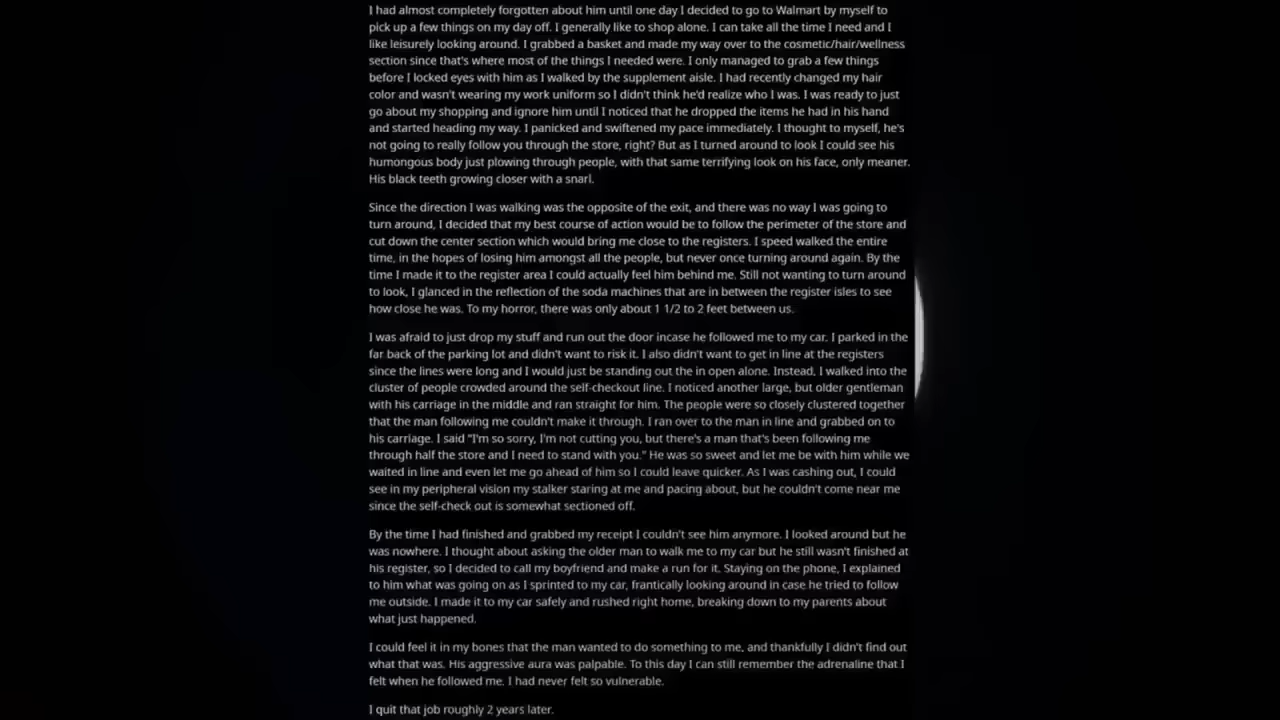 I had almost completely forgotten about him until one day I decided to go to Walmart by myself to
pick up a few things on my day off. I generally like to shop alone. I can take all the time I need and I
like leisurely looking around. I grabbed a basket and made my way over to the cosmetic/hair/wellness
section since that's where most of the things I needed were. I only managed to grab a few things
before I locked eyes with him as I walked by the supplement aisle. I had recently changed my hair
color and wasn't wearing my work uniform so I didn't think he'd realize who I was. I was ready to just
go about my shopping and ignore him until I noticed that he dropped the items he had in his hand
and started heading my way. I panicked and swiftened my pace immediately. I thought to myself, he's
not going to really follow you through the store, right? But as I turned around to look I could see his
humongous body just plowing through people, with that same terrifying look on his face, only meaner.
His black teeth growing closer with a snarl.
Since the direction I was walking was the opposite of the exit, and there was no way I was going to
turn around, I decided that my best course of action would be to follow the perimeter of the store and
cut down the center section which would bring me close to the registers. I speed walked the entire
time, in the hopes of losing him amongst all the people, but never once turning around again. By the
time I made it to the register area I could actually feel him behind me. Still not wanting to turn around
to look, I glanced in the reflection of the soda machines that are in between the register isles to see
how close he was. To my horror, there was only about 1 1/2 to 2 feet between us.
I was afraid to just drop my stuff and run out the door incase he followed me to my car. I parked in the
far back of the parking lot and didn't want to risk it. I also didn't want to get in line at the registers
since the lines were long and I would just be standing out the in open alone. Instead, I walked into the
cluster of people crowded around the self-checkout line. I noticed another large, but older gentleman
with his carriage in the middle and ran straight for him. The people were so closely clustered together
that the man following me couldn't make it through. I ran over to the man in line and grabbed on to
his carriage. I said "I'm so sorry, I'm not cutting you, but there's a man that's been following me
through half the store and I need to stand with you." He was so sweet and let me be with him while we
waited in line and even let me go ahead of him so I could leave quicker. As I was cashing out, I could
see in my peripheral vision my stalker staring at me and pacing about, but he couldn't come near me
since the self-check out is somewhat sectioned off.
By the time I had finished and grabbed my receipt I couldn't see him anymore. I looked around but he
was nowhere. I thought about asking the older man to walk me to my car but he still wasn't finished at
his register, so I decided to call my boyfriend and make a run for it. Staying on the phone, I explained
to him what was going on as I sprinted to my car, frantically looking around in case he tried to follow
me outside. I made it to my car safely and rushed right home, breaking down to my parents about
what just happened.
I could feel it in my bones that the man wanted to do something to me, and thankfully I didn't find out
what that was. His aggressive aura was palpable. To this day I can still remember the adrenaline that I
felt when he followed me. I had never felt so vulnerable.
I quit that job roughly 2 years later.